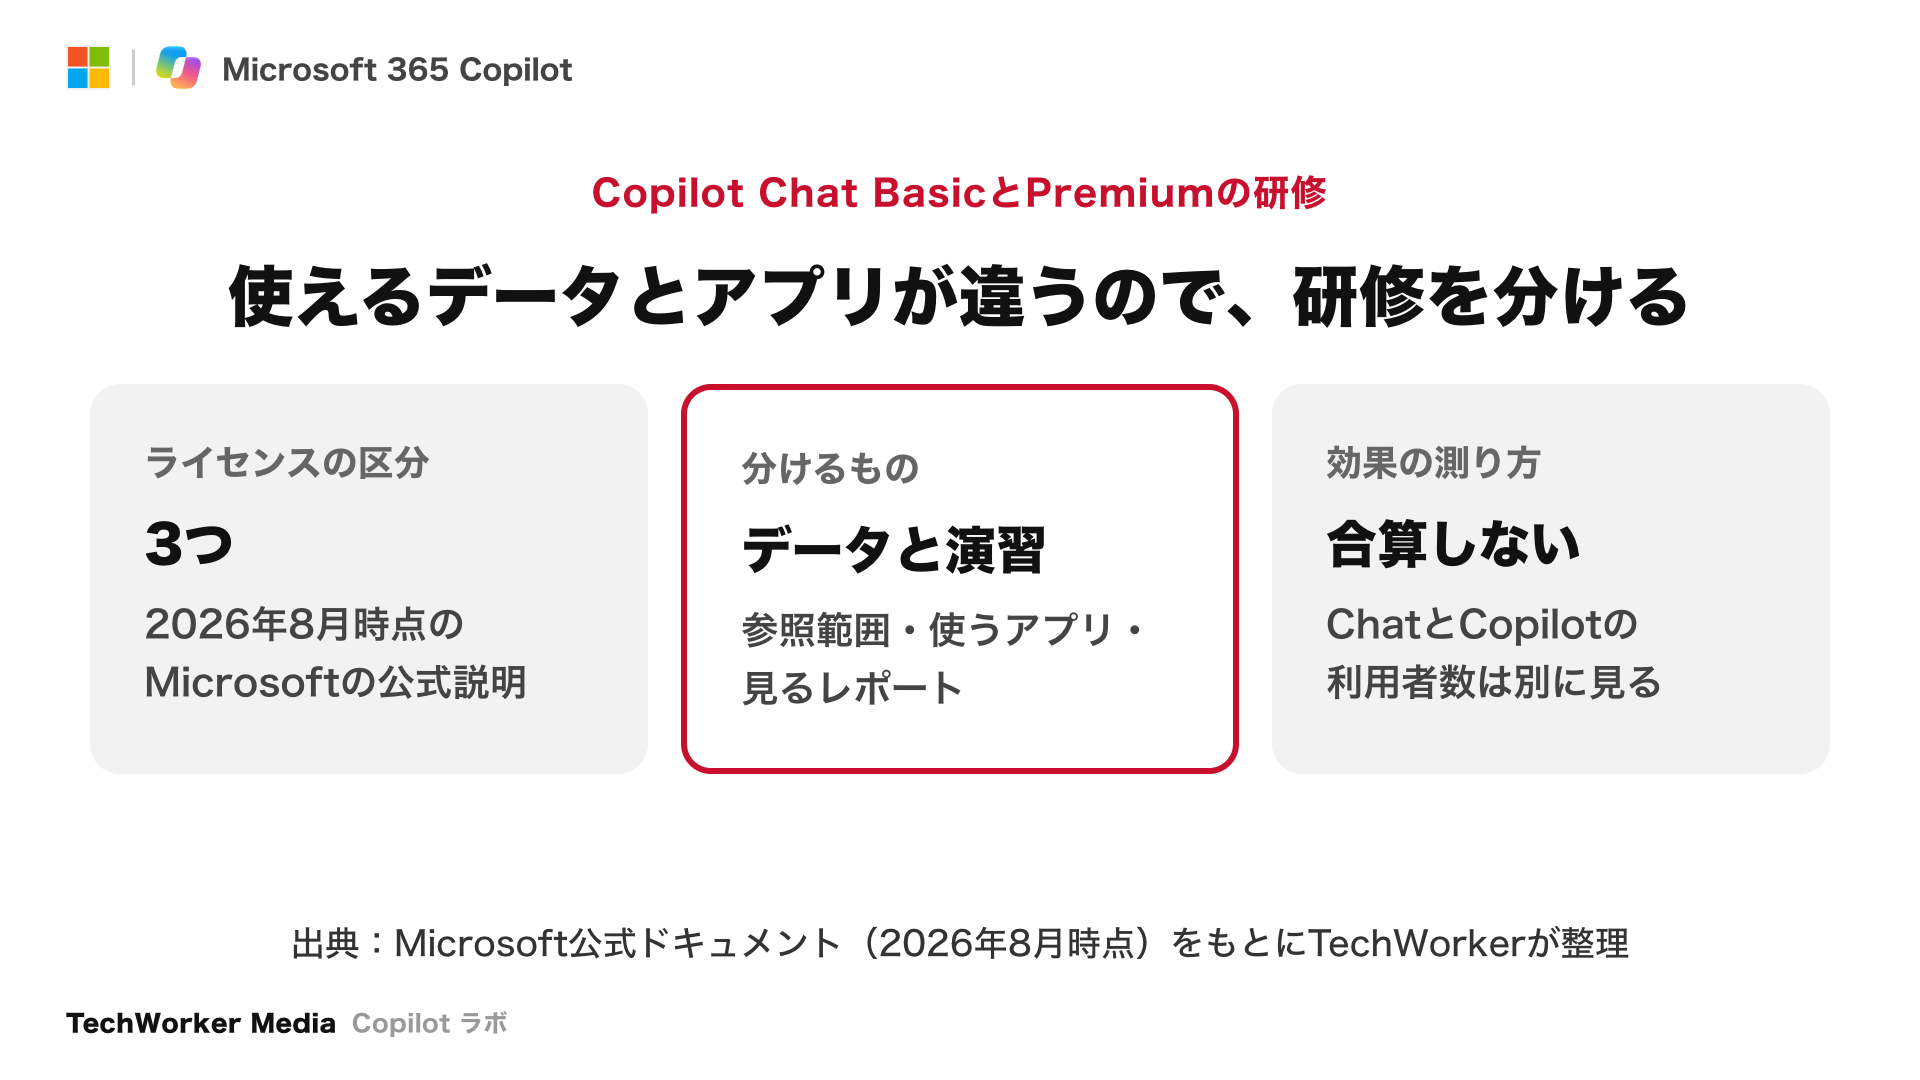 Microsoft 365 Copilot
Copilot Chat BasicとPremiumの研修
使えるデータとアプリが違うので、研修を分ける
ライセンスの区分
3つ
2026年8月時点の
Microsoftの公式説明
分けるもの
データと演習
参照範囲・使うアプリ・
見るレポート
効果の測り方
合算しない
ChatとCopilotの
利用者数は別に見る
出典：Microsoft公式ドキュメント（2026年8月時点）をもとにTechWorkerが整理
TechWorker Media Copilot ラボ